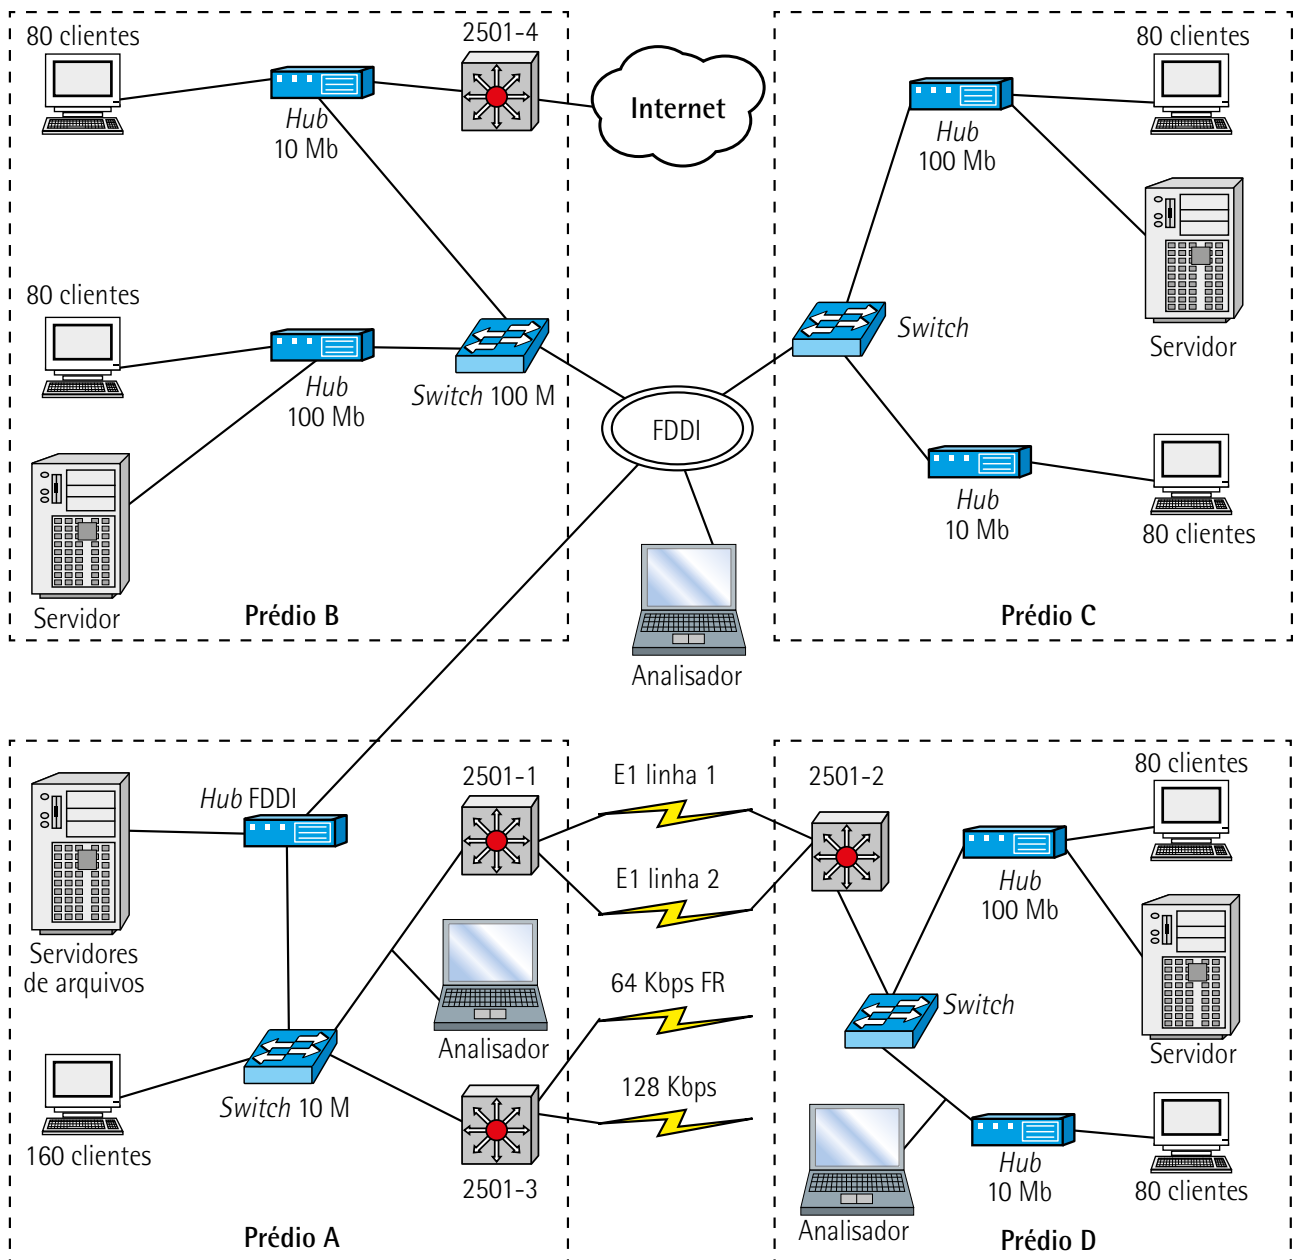 80 clientes
2501-4
Hub
10 Mb
Internet
80 clientes
Hub
100 Mb
Servidor
80 clientes
Hub
100 Mb
Switch 100 M
Servidor
Prédio B
FDDI
Analisador
Switch
Hub
10 Mb
80 clientes
Prédio C
Servidores
de arquivos
Hub FDDI
2501-1
E1 linha 1
E1 linha 2
2501-2
80 clientes
Hub
100 Mb
Servidor
Analisador
64 Kbps FR
128 Kbps
Switch
160 clientes
Switch 10 M
2501-3
Prédio A
Analisador
Hub
10 Mb
80 clientes
Prédio D